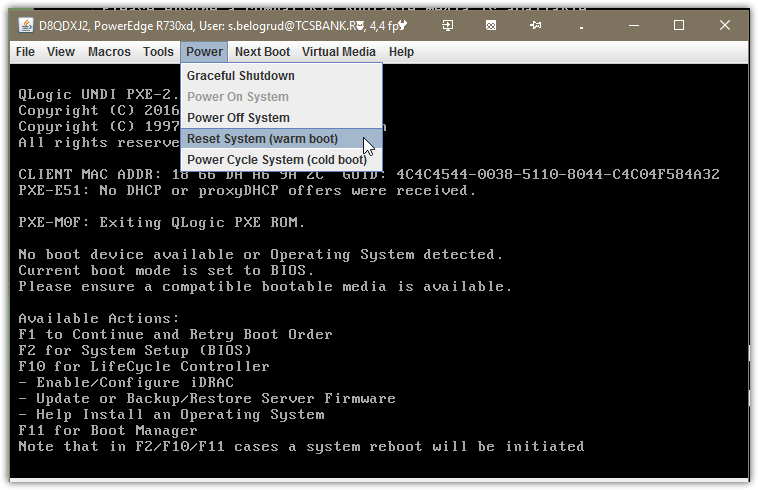 D8QDXJ2, PowerEdge R730xd, User: s.belogrud@TCSBANK.R 4,4 fp
File View Macros Tools Power Next Boot Virtual Media Help
Graceful Shutdown
Power On System
Power Off System
Reset System (warm boot)
Power Cycle System (cold boot)
QLogic UNDI PXE-2.
Copyright (C) 2016
Copyright (C) 1997
All rights reserve
CLIENT MAC ADDR: 18 66 DA A6 9A 2C GUID: 4C4C4544-0038-5110-8044-C4C04F584A32
PXE-E51: No DHCP or proxyDHCP offers were received.
PXE-M0F: Exiting QLogic PXE ROM.
No boot device available or Operating System detected.
Current boot mode is set to BIOS.
Please ensure a compatible bootable media is available.
Available Actions:
F1 to Continue and Retry Boot Order
F2 for System Setup (BIOS)
F10 for LifeCycle Controller
- Enable/Configure iDRAC
- Update or Backup/Restore Server Firmware
- Help Install an Operating System
F11 for Boot Manager
Note that in F2/F10/F11 cases a system reboot will be initiated